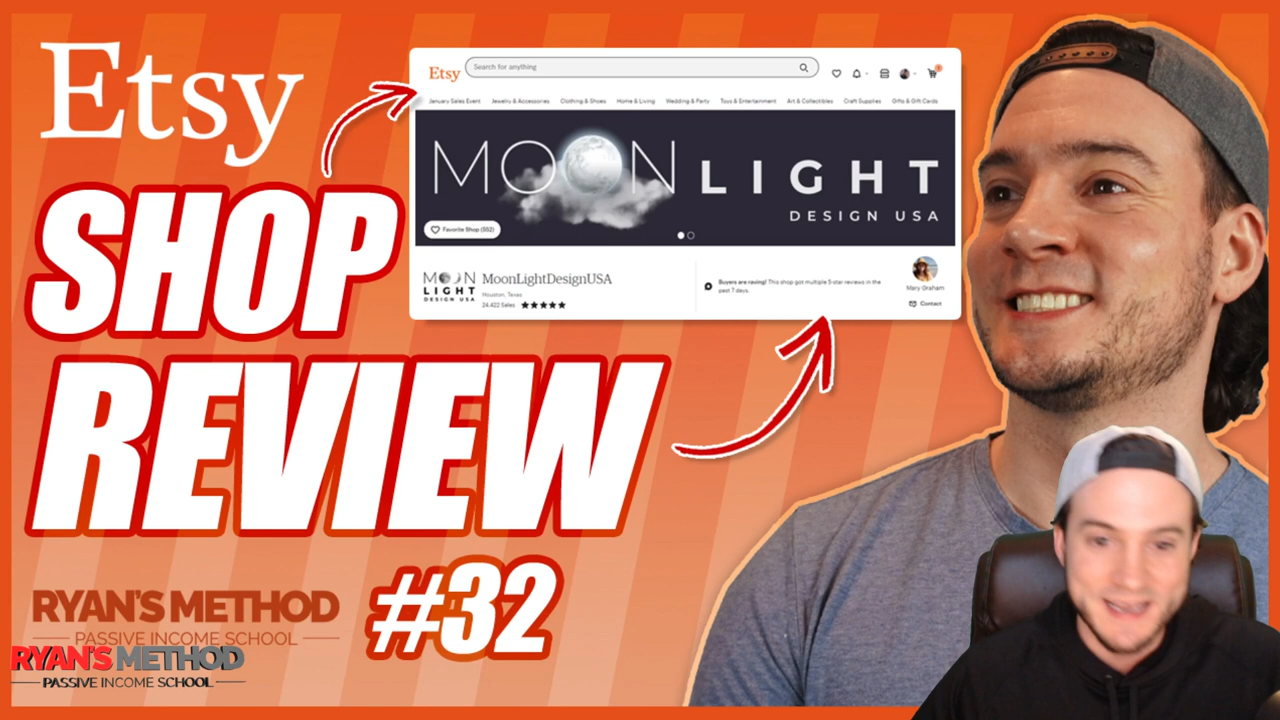 Etsy
SHOP
REVIEW
#32
RYAN'S METHOD
PASSIVE INCOME SCHOOL
RYAN'S METHOD
PASSIVE INCOME SCHOOL
Etsy
Search for anything
1
January Sales Event Jewelry & Accessories Clothing & Shoes Home & Living Wedding & Party Toys & Entertainment Art & Collectibles Craft Supplies Gifts & Gift Cards
MOON LIGHT
DESIGN USA
Favorite Shop (552)
MOON
LIGHT
DESIGN USA
MoonLightDesignUSA
Houston, Texas
24,422 Sales
Buyers are raving! This shop got multiple 5-star reviews in the
past 7 days.
Mary Graham
Contact